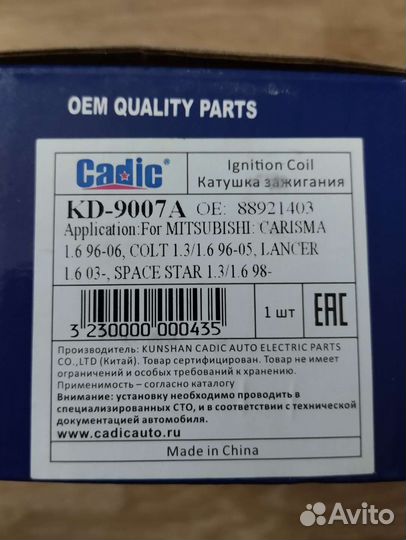 OEM QUALITY PARTS
Cadic®
Ignition Coil
Катушка зажигания
KD-9007A OE: 88921403
Application:For MITSUBISHI: CARISMA
1.6 96-06, COLT 1.3/1.6 96-05, LANCER
1.6 03-, SPACE STAR 1.3/1.6 98-
3 230000 000435
1 шт
EAC
Производитель: KUNSHAN CADIC AUTO ELECTRIC PARTS
CO.,LTD (Китай). Товар сертифицирован. Товар не имеет
ограничений и особых требований к хранению.
Применимость – согласно каталогу
Внимание: установку необходимо проводить в
специализированных СТО, и в соответствии с технической
документацией автомобиля.
www.cadicauto.ru
Made in China
Avito